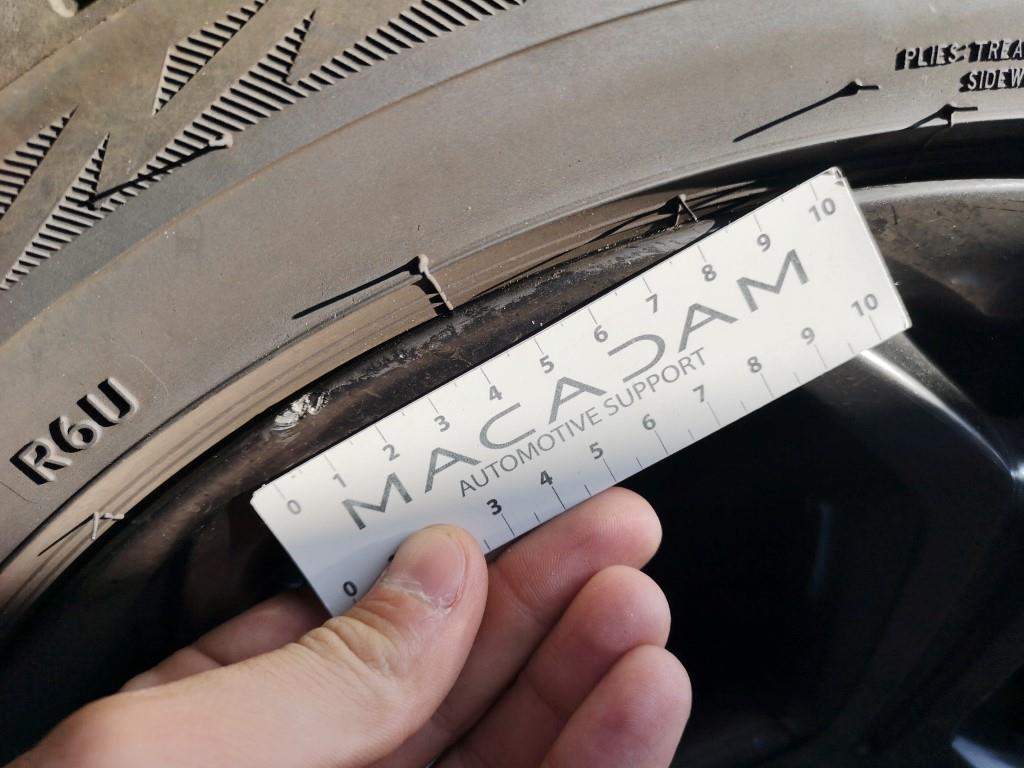 PLIES: TREA
SIDEW
R6U
0 1 2 3 4 5 6 7 8 9 10
MACADAM
AUTOMOTIVE SUPPORT
0 3 4 5 6 7 8 9 10